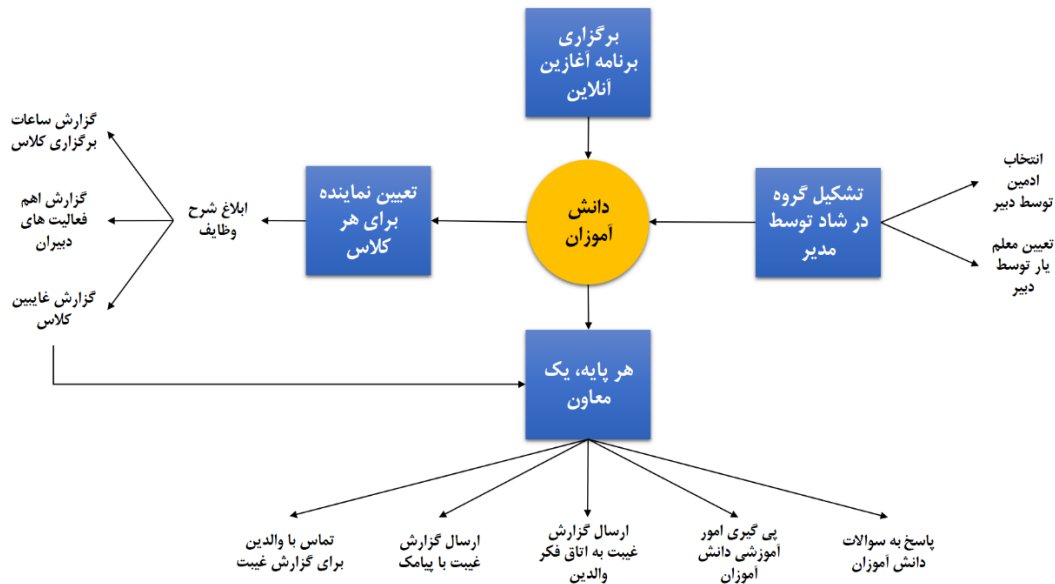 برگزاری
برنامه آغازین
آنلاین
انتخاب
ادمین
توسط دبیر
تعیین معلم
یار توسط
دبیر
تشکیل گروه
در شاد توسط
مدیر
دانش
آموزان
تعیین نماینده
برای هر
کلاس
ابلاغ شرح
وظایف
گزارش ساعات
برگزاری کلاس
گزارش اهم
فعالیت های
دبیران
گزارش غایبین
کلاس
هر پایه، یک
معاون
پاسخ به سوالات
دانش آموزان
پی گیری امور
آموزشی دانش
آموزان
ارسال گزارش
غیبت به اتاق فکر
والدین
ارسال گزارش
غیبت با پیامک
تماس با والدین
برای گزارش غیبت